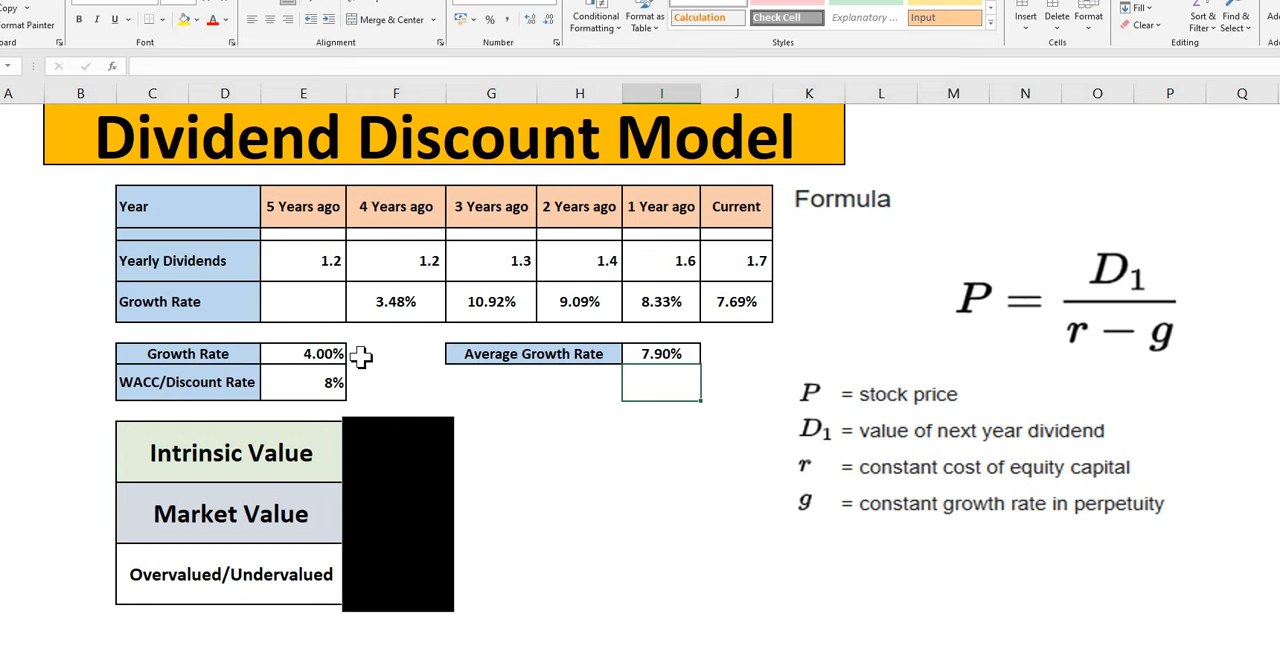 Copy
Format Painter
B I U A
Merge & Center
% ,
Conditional Formatting
Format as Table
Calculation Check Cell Explanatory ... Input
Insert Delete Format
Fill
Clear
Sort & Filter
Find & Select
Font Alignment Number Styles Cells Editing
fx
A B C D E F G H I J K L M N O P Q
Dividend Discount Model
Year 5 Years ago 4 Years ago 3 Years ago 2 Years ago 1 Year ago Current
Yearly Dividends 1.2 1.2 1.3 1.4 1.6 1.7
Growth Rate 3.48% 10.92% 9.09% 8.33% 7.69%
Growth Rate 4.00%
WACC/Discount Rate 8%
Average Growth Rate 7.90%
Intrinsic Value
Market Value
Overvalued/Undervalued
Formula
P = D₁ / (r − g)
P = stock price
D₁ = value of next year dividend
r = constant cost of equity capital
g = constant growth rate in perpetuity